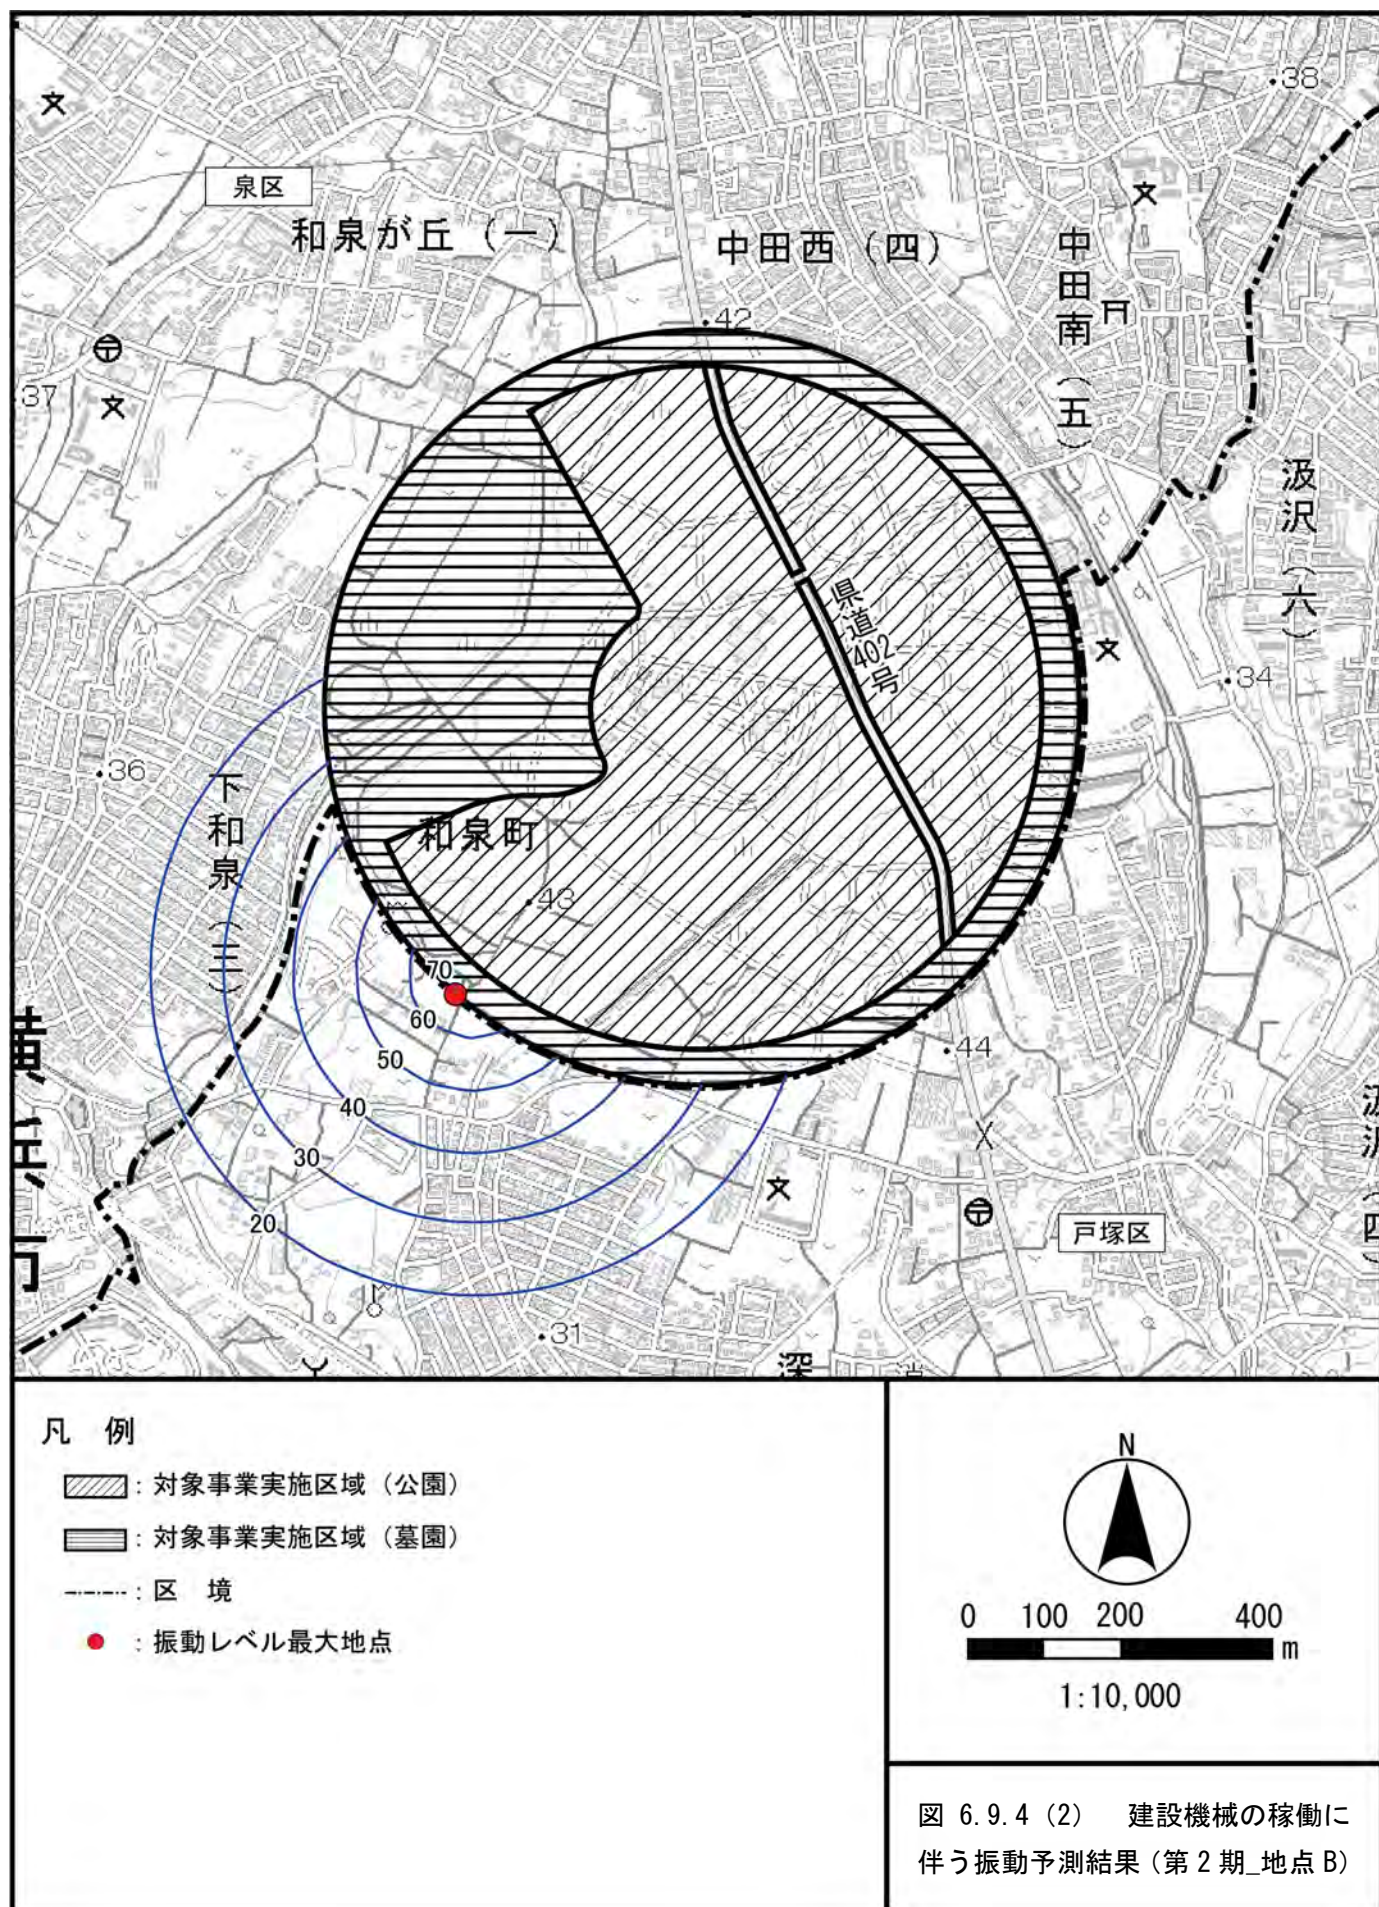 38
泉区
和泉が丘（一）
中田西（四）
中田南（五）
42
37
汲沢（六）
県道402号
34
36
下和泉（三）
和泉町
43
70
60
50
44
40
30
20
戸塚区
31
深
凡 例
：対象事業実施区域（公園）
：対象事業実施区域（墓園）
：区 境
：振動レベル最大地点
N
0 100 200 400
m
1:10,000
図 6.9.4（2） 建設機械の稼働に
伴う振動予測結果（第２期_地点Ｂ）